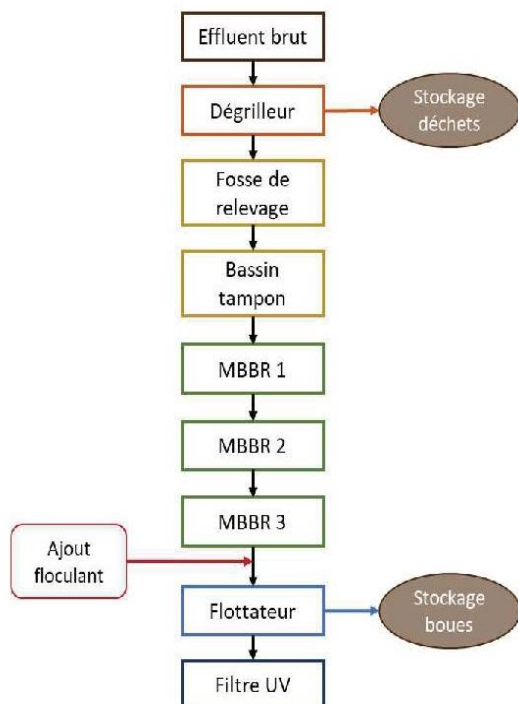 Effluent brut
Dégrilleur
Stockage
déchets
Fosse de
relevage
Bassin
tampon
MBBR 1
MBBR 2
MBBR 3
Ajout
floculant
Flottateur
Stockage
boues
Filtre UV